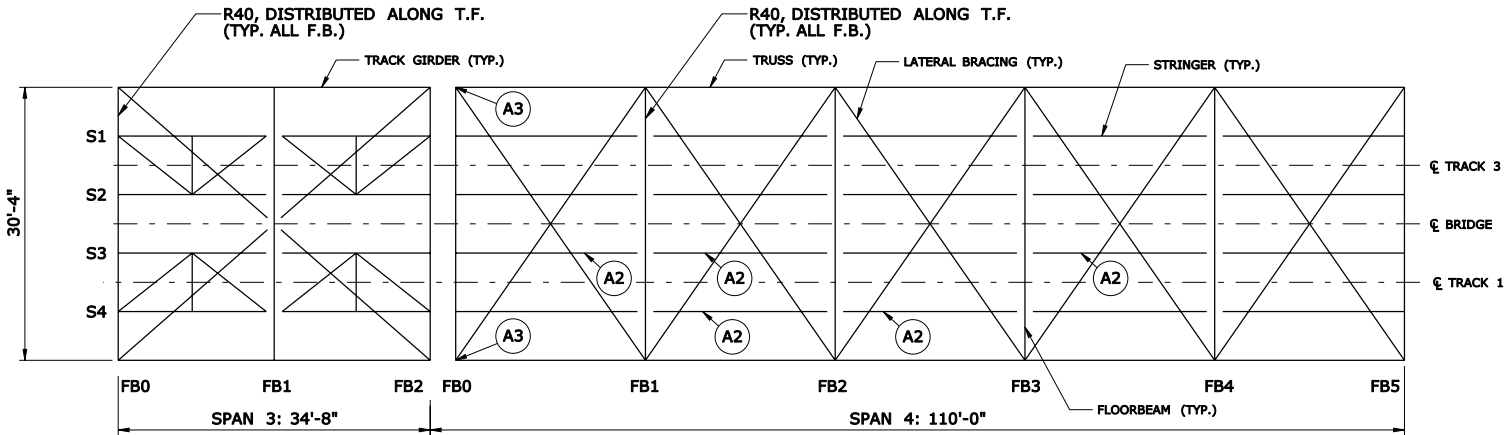 R40, DISTRIBUTED ALONG T.F.
(TYP. ALL F.B.)
R40, DISTRIBUTED ALONG T.F.
(TYP. ALL F.B.)
TRACK GIRDER (TYP.)
TRUSS (TYP.)
LATERAL BRACING (TYP.)
STRINGER (TYP.)
A3
S1
℄ TRACK 3
S2
30'-4"
℄ BRIDGE
S3
A2
A2
A2
℄ TRACK 1
S4
A3
A2
A2
FB0
FB1
FB2
FB0
FB1
FB2
FB3
FB4
FB5
FLOORBEAM (TYP.)
SPAN 3: 34'-8"
SPAN 4: 110'-0"